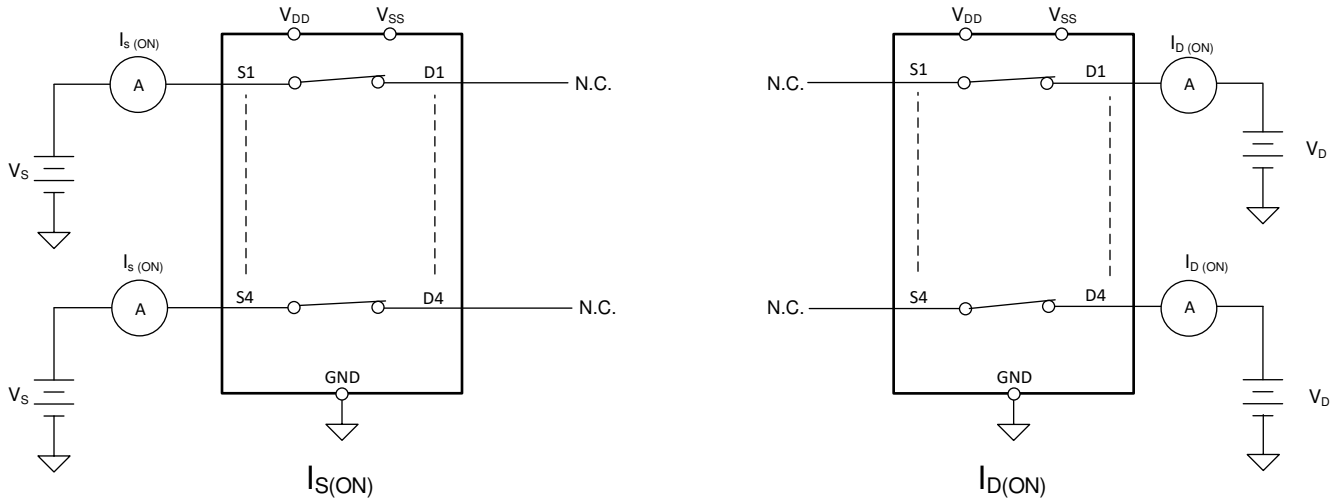 VDD VSS
Is (ON)
A
S1 D1
N.C.
VS
Is (ON)
A
S4 D4
N.C.
VS
GND
IS(ON)
VDD VSS
ID (ON)
N.C.
S1 D1
A
VD
ID (ON)
N.C.
S4 D4
A
VD
GND
ID(ON)